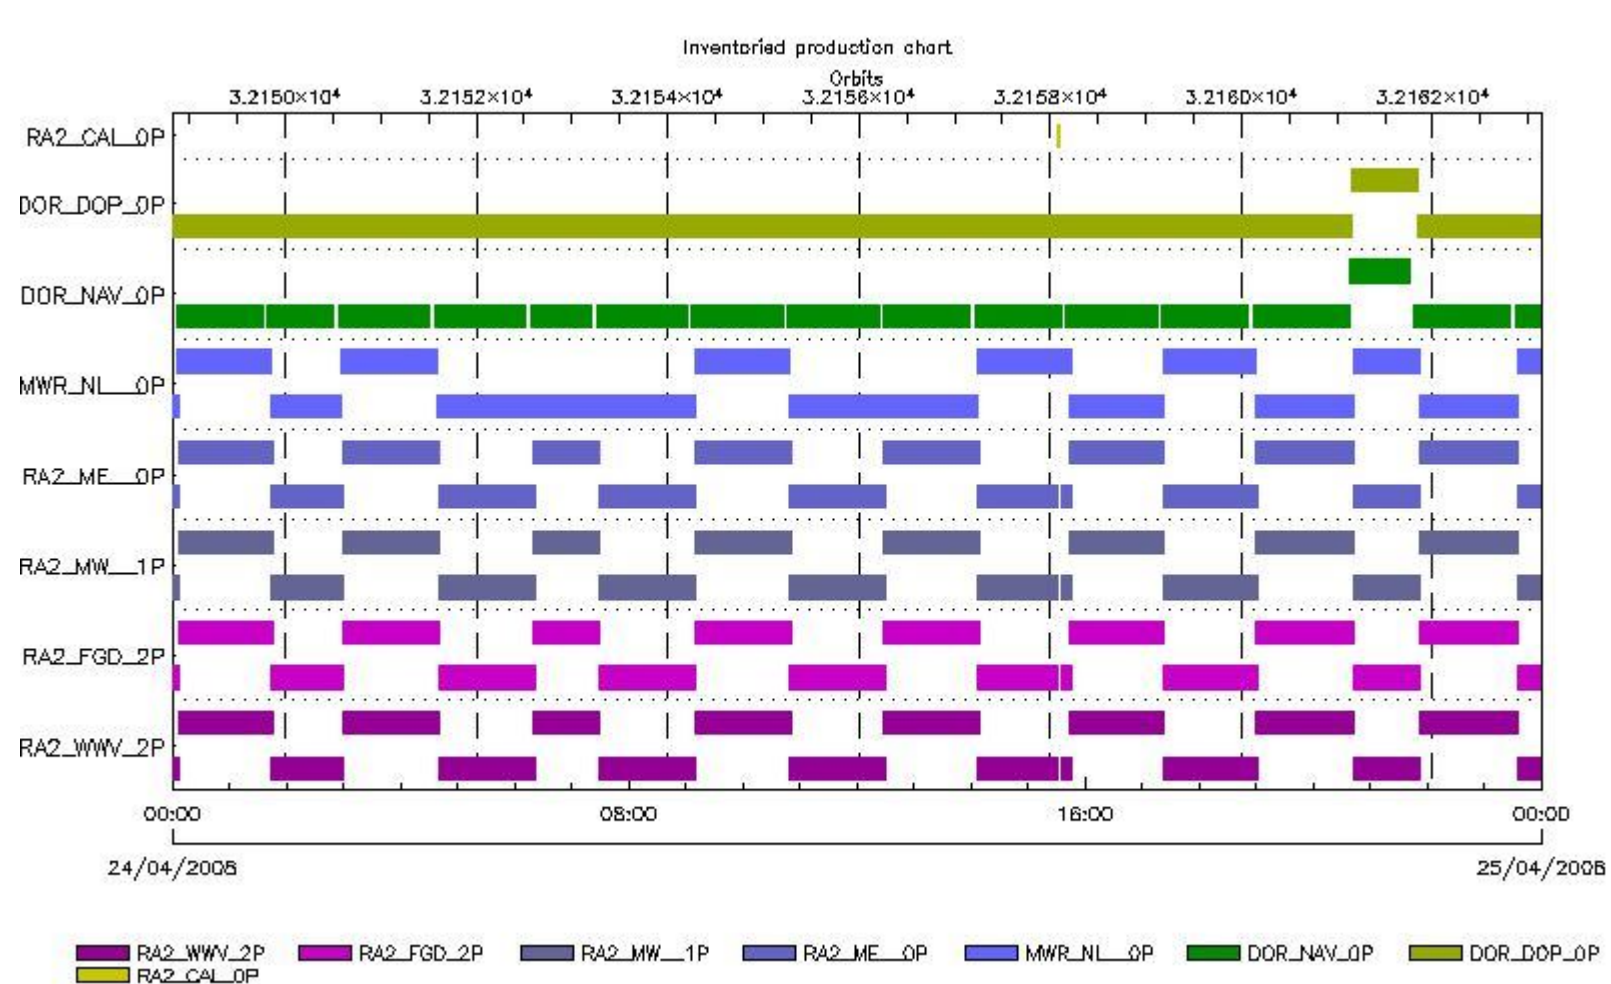 Inventoried production chart
Orbits
3.2150×10⁴ 3.2152×10⁴ 3.2154×10⁴ 3.2156×10⁴ 3.2158×10⁴ 3.2160×10⁴ 3.2162×10⁴
RA2_CAL_0P
DOR_DOP_0P
DOR_NAV_0P
MWR_NL__0P
RA2_ME__0P
RA2_MW__1P
RA2_FGD_2P
RA2_WWV_2P
00:00 08:00 16:00 00:00
24/04/2008 25/04/2008
RA2_WWV_2P RA2_FGD_2P RA2_MW__1P RA2_ME__0P MWR_NL__0P DOR_NAV_0P DOR_DOP_0P
RA2_CAL_0P